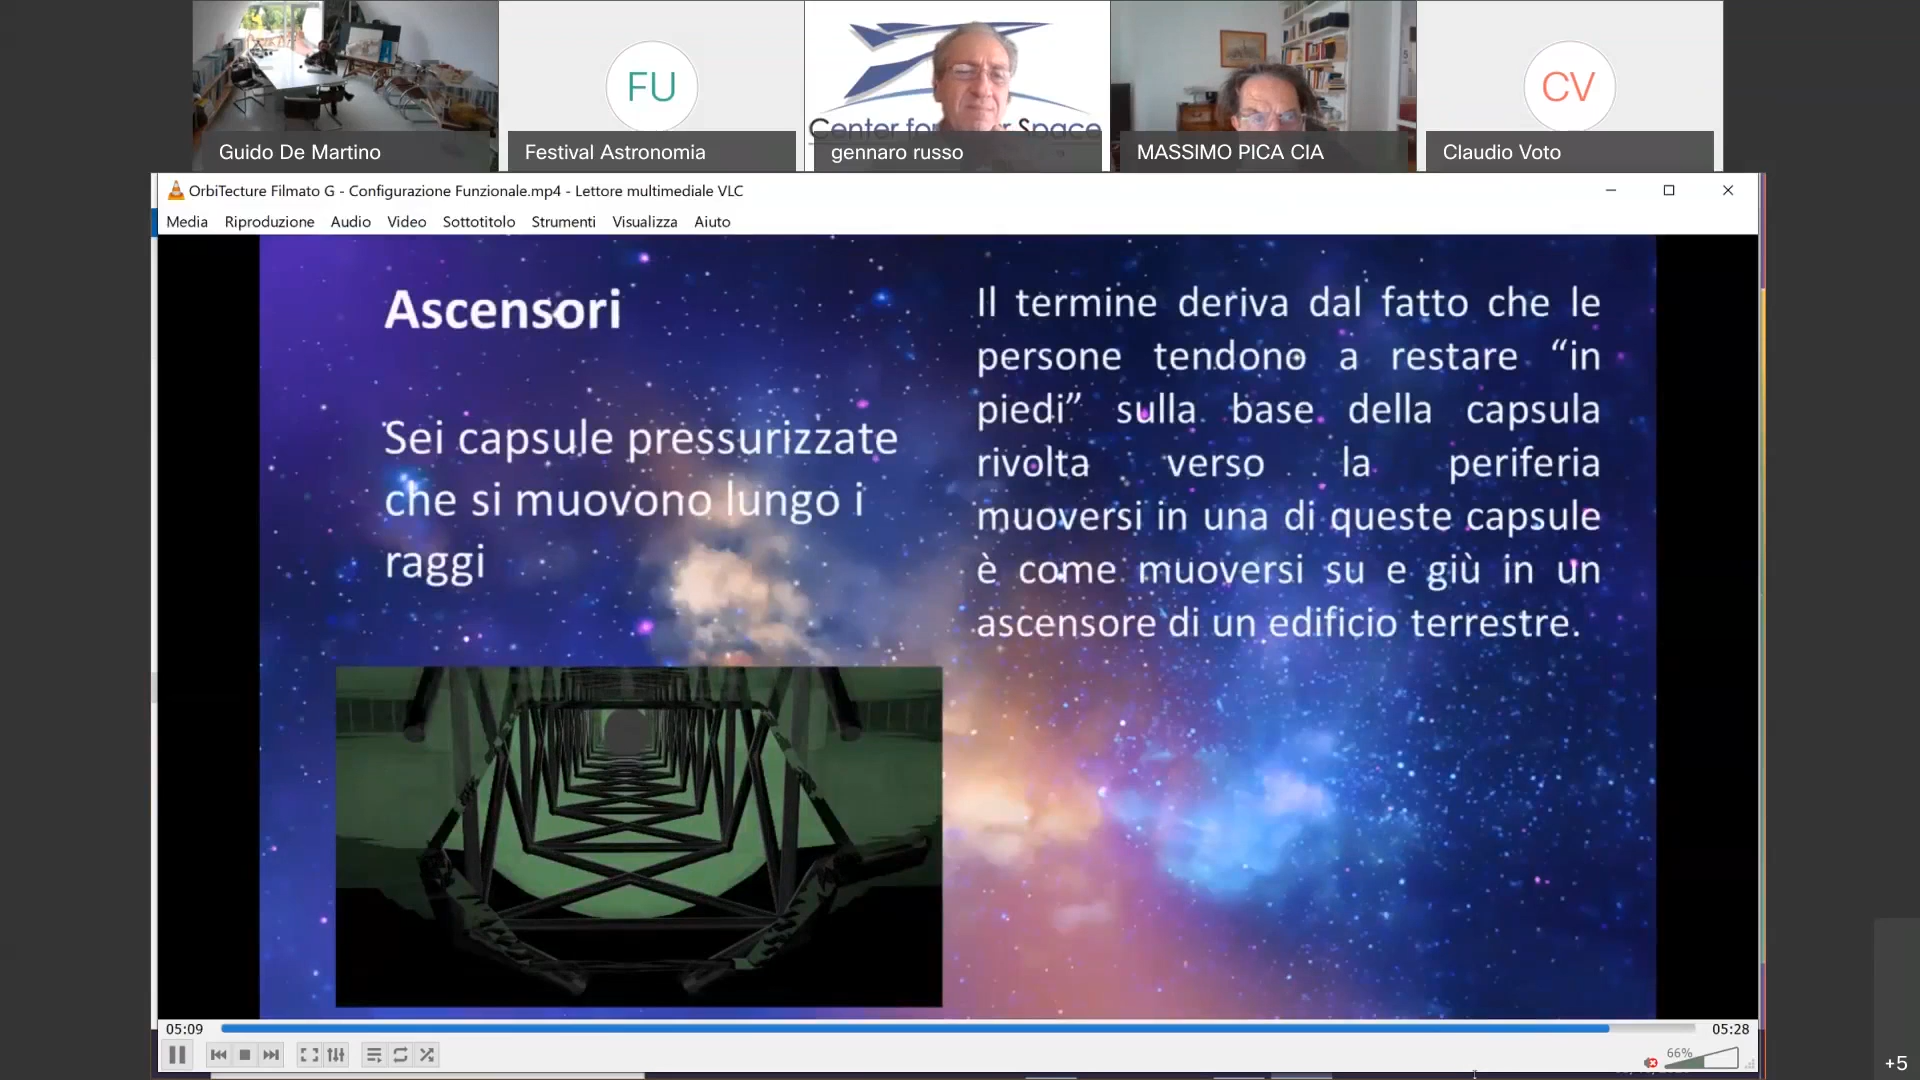 FU
CV
Center for Space
Guido De Martino
Festival Astronomia
gennaro russo
MASSIMO PICA CIA
Claudio Voto
OrbiTecture Filmato G - Configurazione Funzionale.mp4 - Lettore multimediale VLC
Media Riproduzione Audio Video Sottotitolo Strumenti Visualizza Aiuto
Ascensori
Sei capsule pressurizzate
che si muovono lungo i
raggi
Il termine deriva dal fatto che le
persone tendono a restare “in
piedi” sulla base della capsula
rivolta verso la periferia
muoversi in una di queste capsule
è come muoversi su e giù in un
ascensore di un edificio terrestre.
05:09
05:28
66%
+5